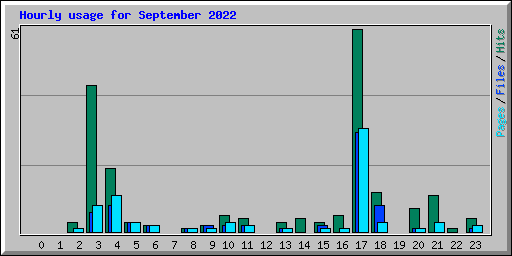 Hourly usage for September 2022
61
Pages/Files/Hits
0 1 2 3 4 5 6 7 8 9 10 11 12 13 14 15 16 17 18 19 20 21 22 23